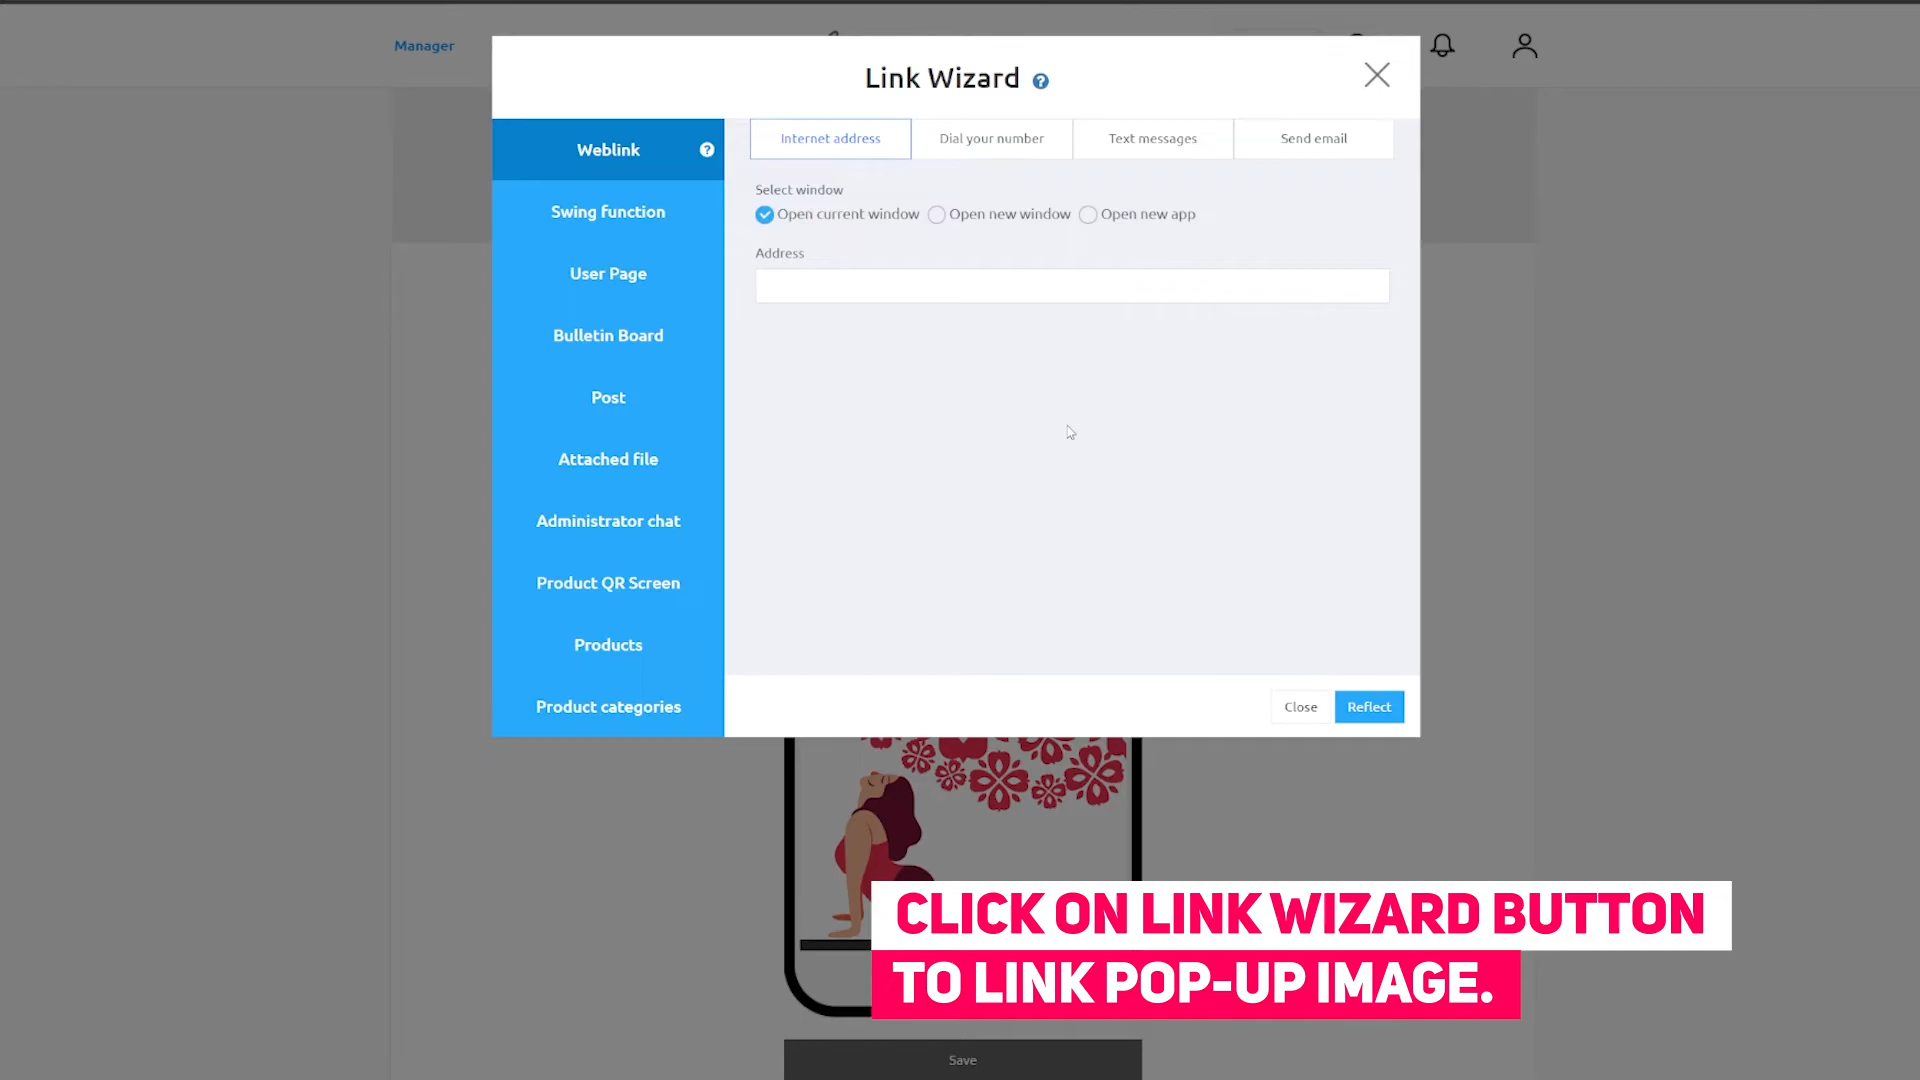 Manager
Link Wizard ?
Weblink ?
Swing function
User Page
Bulletin Board
Post
Attached file
Administrator chat
Product QR Screen
Products
Product categories
Internet address
Dial your number
Text messages
Send email
Select window
Open current window
Open new window
Open new app
Address
Close
Reflect
CLICK ON LINK WIZARD BUTTON
TO LINK POP-UP IMAGE.
Save